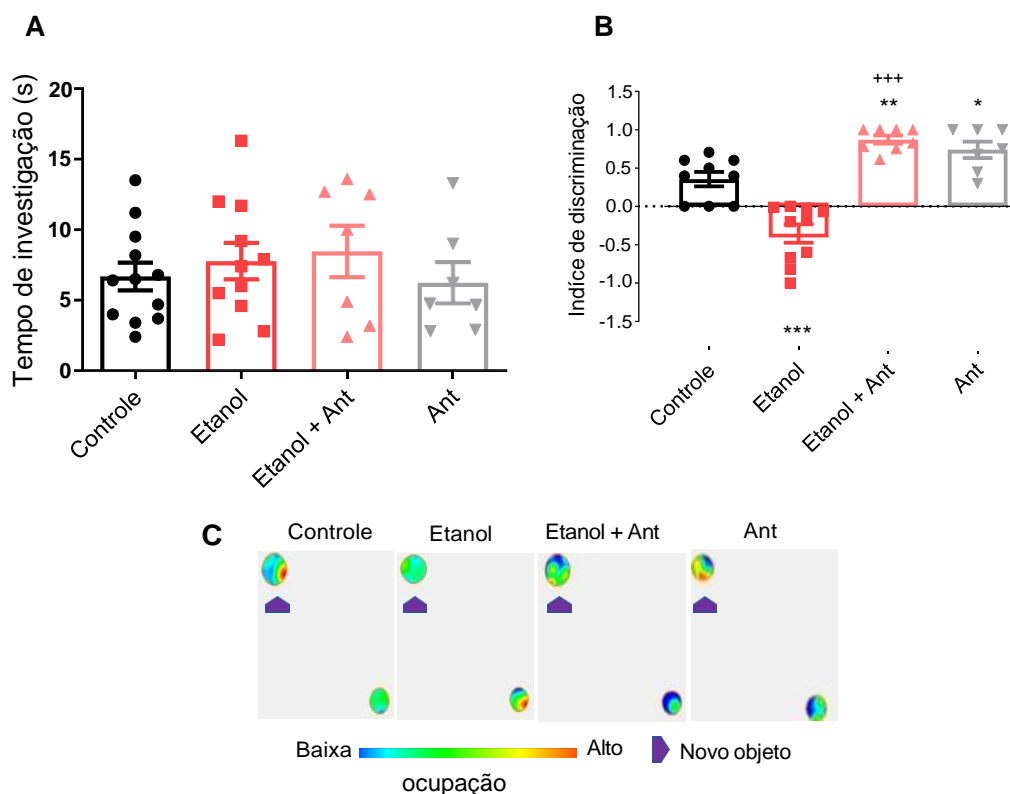 A
Tempo de investigação (s)
20
15
10
5
0
Controle
Etanol
Etanol + Ant
Ant
B
Indíce de discriminação
1.5
1.0
0.5
0.0
-0.5
-1.0
-1.5
***
+++
**
*
Controle
Etanol
Etanol + Ant
Ant
C
Controle Etanol Etanol + Ant Ant
Baixa Alto Novo objeto
ocupação